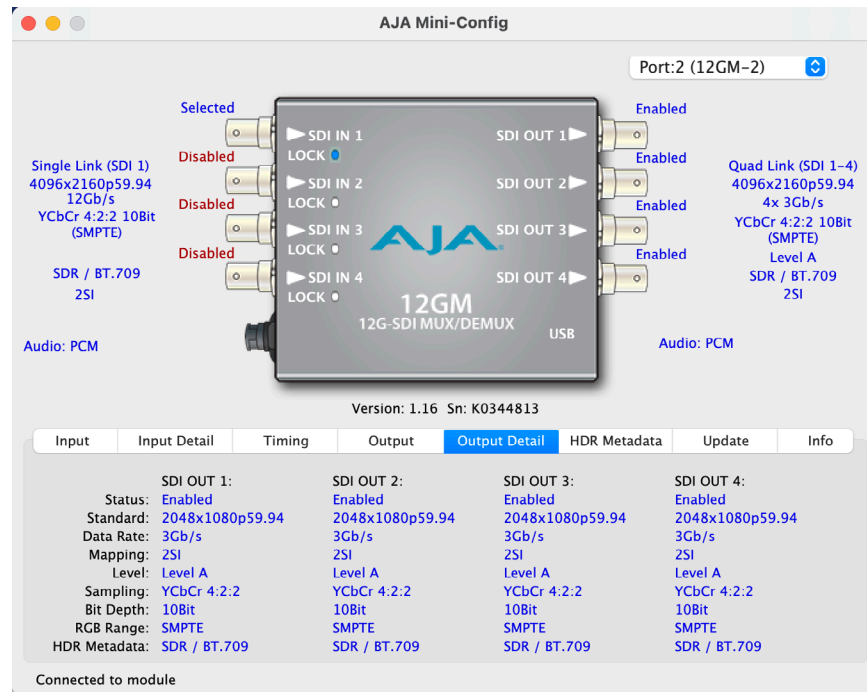 AJA Mini-Config
Port:2 (12GM-2)
Selected
Disabled
Disabled
Disabled
Single Link (SDI 1)
4096x2160p59.94
12Gb/s
YCbCr 4:2:2 10Bit
(SMPTE)
SDR / BT.709
2SI
Audio: PCM
SDI IN 1
LOCK
SDI IN 2
LOCK
SDI IN 3
LOCK
SDI IN 4
LOCK
SDI OUT 1
SDI OUT 2
SDI OUT 3
SDI OUT 4
AJA
12GM
12G-SDI MUX/DEMUX
USB
Enabled
Enabled
Enabled
Enabled
Quad Link (SDI 1-4)
4096x2160p59.94
4x 3Gb/s
YCbCr 4:2:2 10Bit
(SMPTE)
Level A
SDR / BT.709
2SI
Audio: PCM
Version: 1.16 Sn: K0344813
Input Input Detail Timing Output Output Detail HDR Metadata Update Info
SDI OUT 1: SDI OUT 2: SDI OUT 3: SDI OUT 4:
Status: Enabled Enabled Enabled Enabled
Standard: 2048x1080p59.94 2048x1080p59.94 2048x1080p59.94 2048x1080p59.94
Data Rate: 3Gb/s 3Gb/s 3Gb/s 3Gb/s
Mapping: 2SI 2SI 2SI 2SI
Level: Level A Level A Level A Level A
Sampling: YCbCr 4:2:2 YCbCr 4:2:2 YCbCr 4:2:2 YCbCr 4:2:2
Bit Depth: 10Bit 10Bit 10Bit 10Bit
RGB Range: SMPTE SMPTE SMPTE SMPTE
HDR Metadata: SDR / BT.709 SDR / BT.709 SDR / BT.709 SDR / BT.709
Connected to module